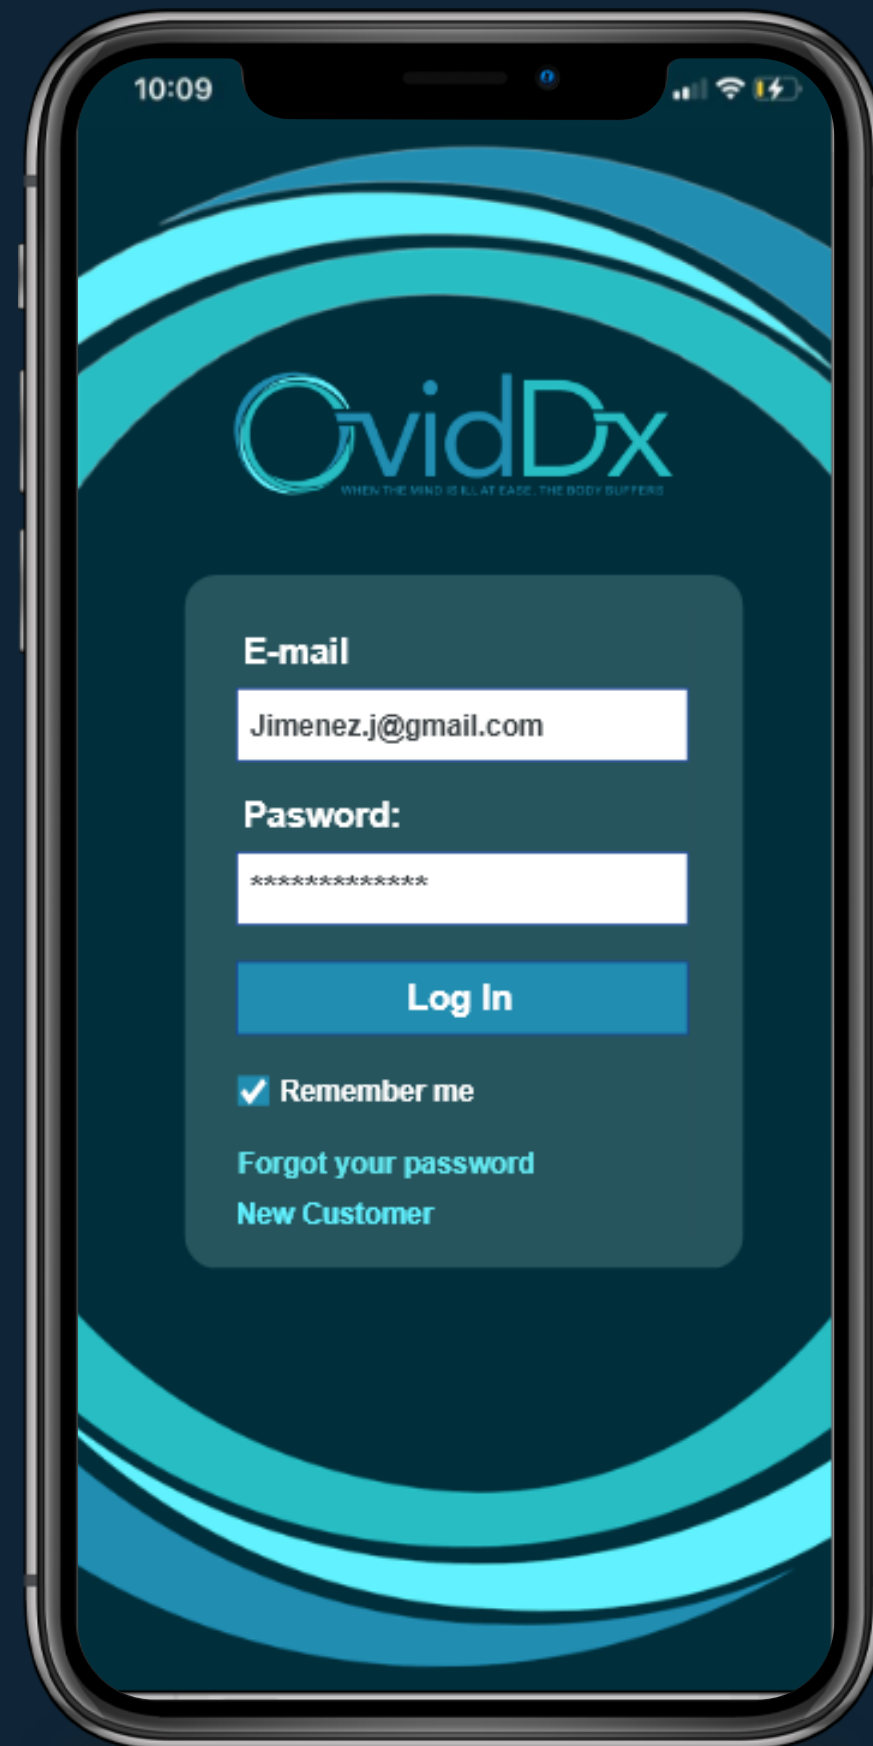 10:09
OvidDx
WHEN THE MIND IS ILL AT EASE, THE BODY SUFFERS
E-mail
Jimenez.j@gmail.com
Pasword:
*************
Log In
Remember me
Forgot your password
New Customer